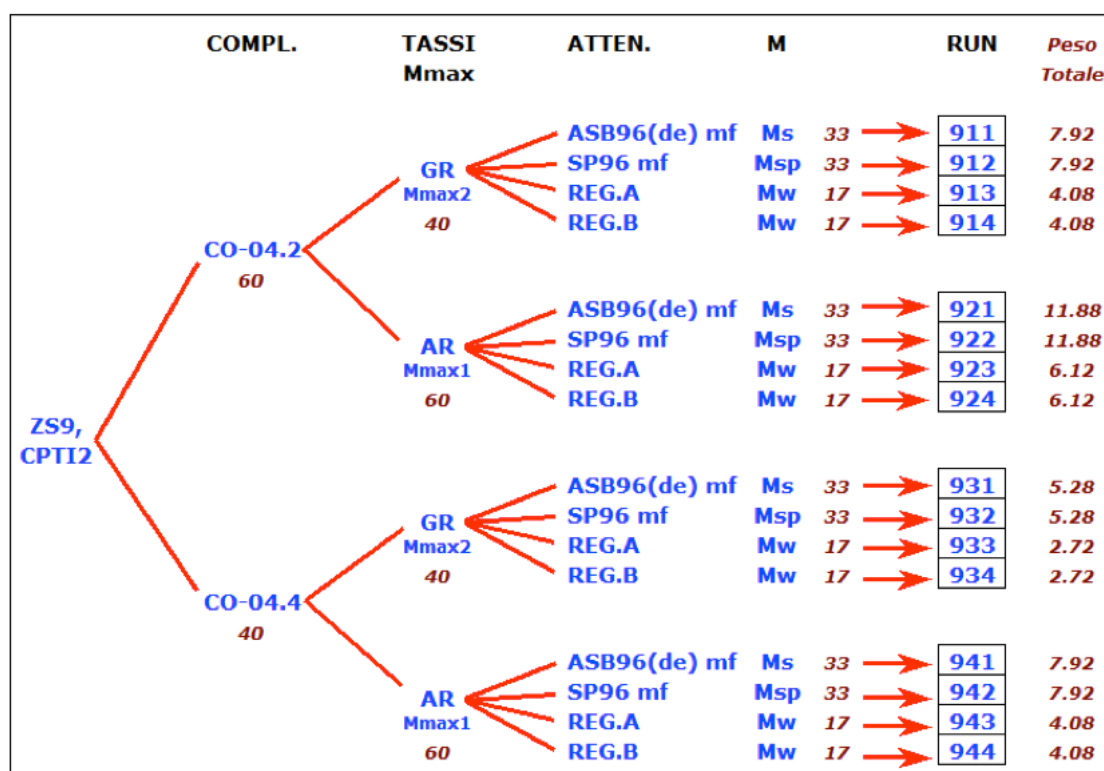 COMPL. TASSI ATTEN. M RUN Peso
Mmax Totale
ASB96(de) mf Ms 33 911 7.92
GR SP96 mf Msp 33 912 7.92
Mmax2 REG.A Mw 17 913 4.08
40 REG.B Mw 17 914 4.08
CO-04.2
60
ASB96(de) mf Ms 33 921 11.88
AR SP96 mf Msp 33 922 11.88
Mmax1 REG.A Mw 17 923 6.12
60 REG.B Mw 17 924 6.12
ZS9,
CPTI2
ASB96(de) mf Ms 33 931 5.28
GR SP96 mf Msp 33 932 5.28
Mmax2 REG.A Mw 17 933 2.72
40 REG.B Mw 17 934 2.72
CO-04.4
40
ASB96(de) mf Ms 33 941 7.92
AR SP96 mf Msp 33 942 7.92
Mmax1 REG.A Mw 17 943 4.08
60 REG.B Mw 17 944 4.08